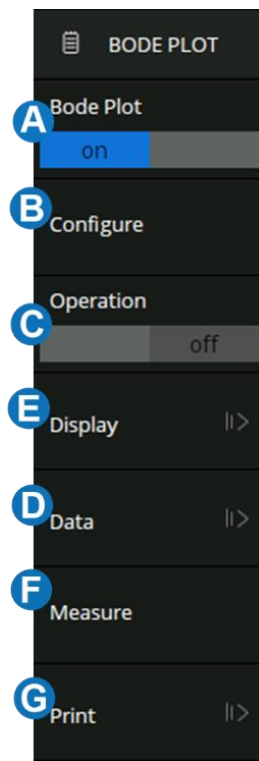 BODE PLOT
A
Bode Plot
on
B
Configure
Operation
C
off
E
Display
D
Data
F
Measure
G
Print